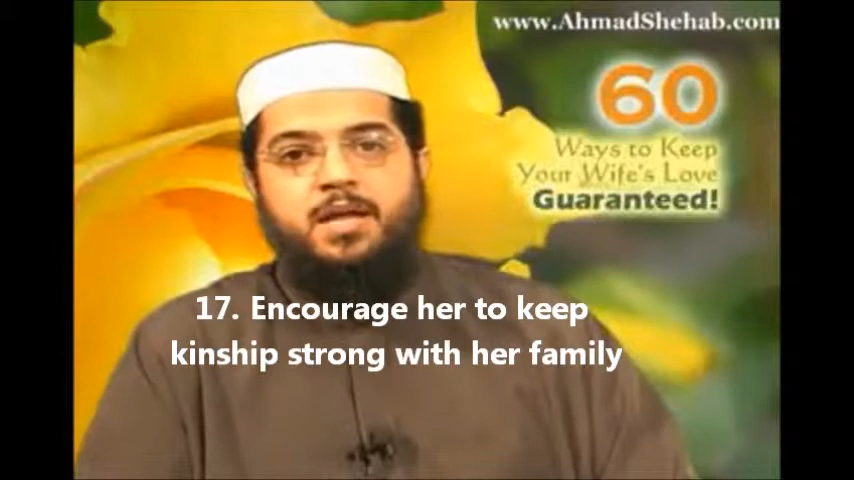 www.AhmadShehab.com
60
Ways to Keep
Your Wife's Love
Guaranteed!
17. Encourage her to keep
kinship strong with her family